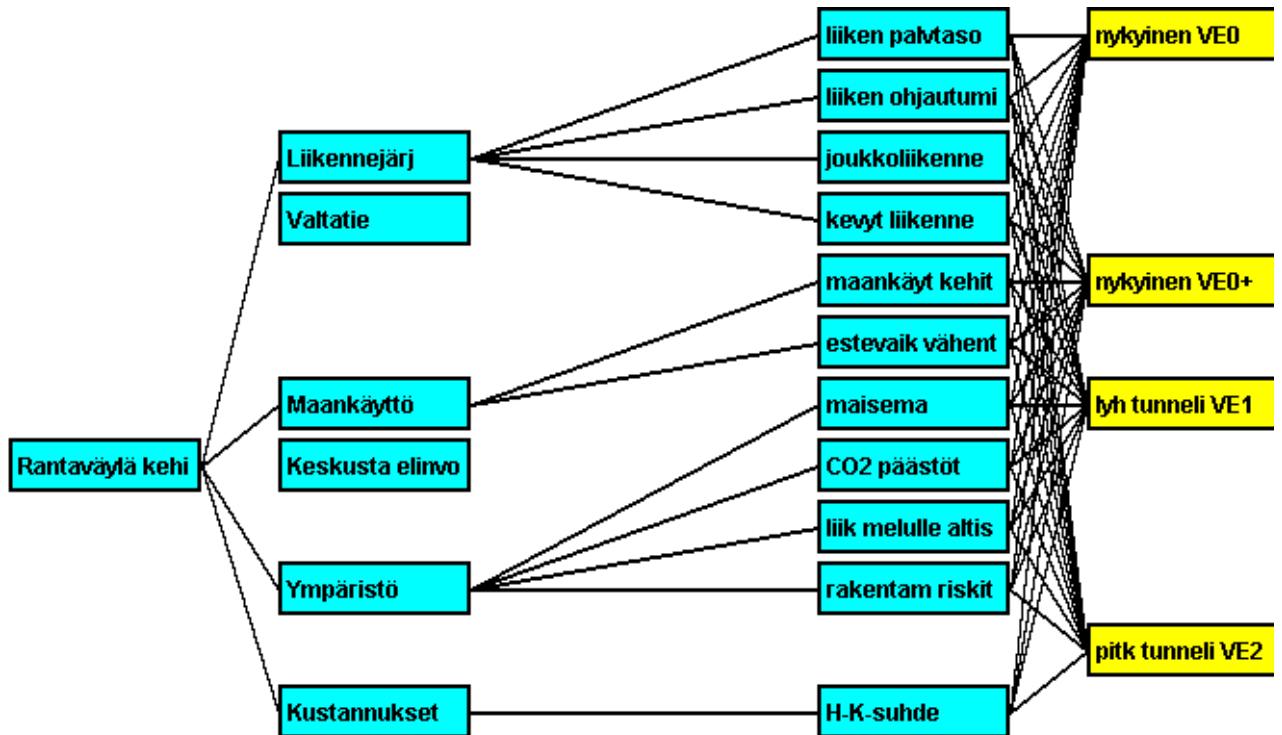 Rantaväylä kehi
Liikennejärj
Valtatie
Maankäyttö
Keskusta elinvo
Ympäristö
Kustannukset
liiken palvtaso
liiken ohjautumi
joukkoliikenne
kevyt liikenne
maankäyt kehit
estevaik vähent
maisema
CO2 päästöt
liik melulle altis
rakentam riskit
H-K-suhde
nykyinen VE0
nykyinen VE0+
lyh tunneli VE1
pitk tunneli VE2